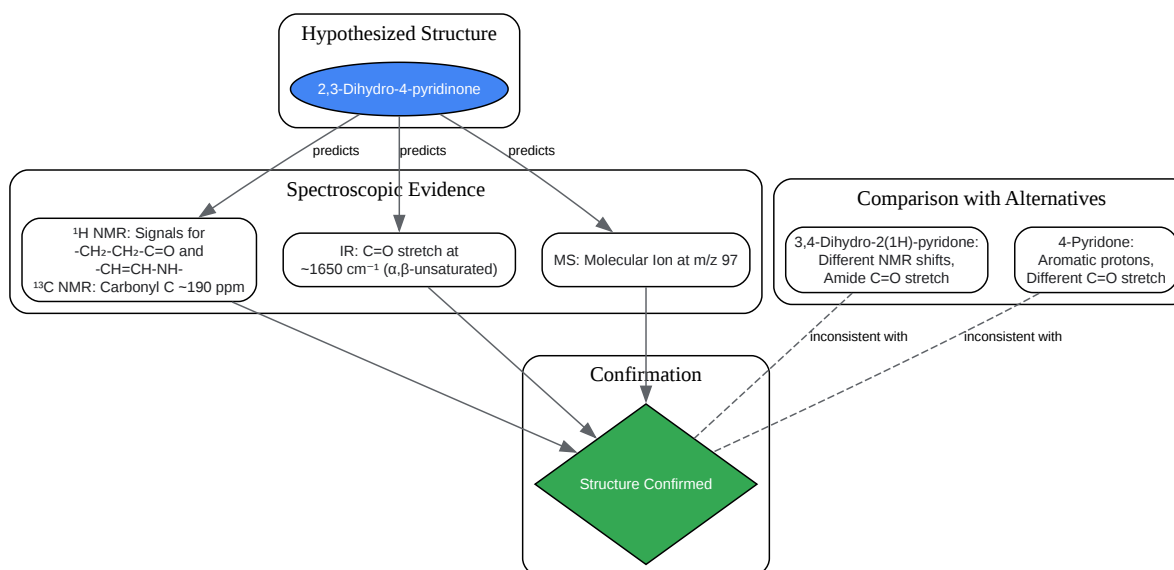 Hypothesized Structure
2,3-Dihydro-4-pyridinone
predicts
predicts
predicts
Spectroscopic Evidence
¹H NMR: Signals for
-CH₂-CH₂-C=O and
-CH=CH-NH-
¹³C NMR: Carbonyl C ~190 ppm
IR: C=O stretch at
~1650 cm⁻¹ (α,β-unsaturated)
MS: Molecular Ion at m/z 97
Comparison with Alternatives
3,4-Dihydro-2(1H)-pyridone:
Different NMR shifts,
Amide C=O stretch
4-Pyridone:
Aromatic protons,
Different C=O stretch
inconsistent with
inconsistent with
Confirmation
Structure Confirmed